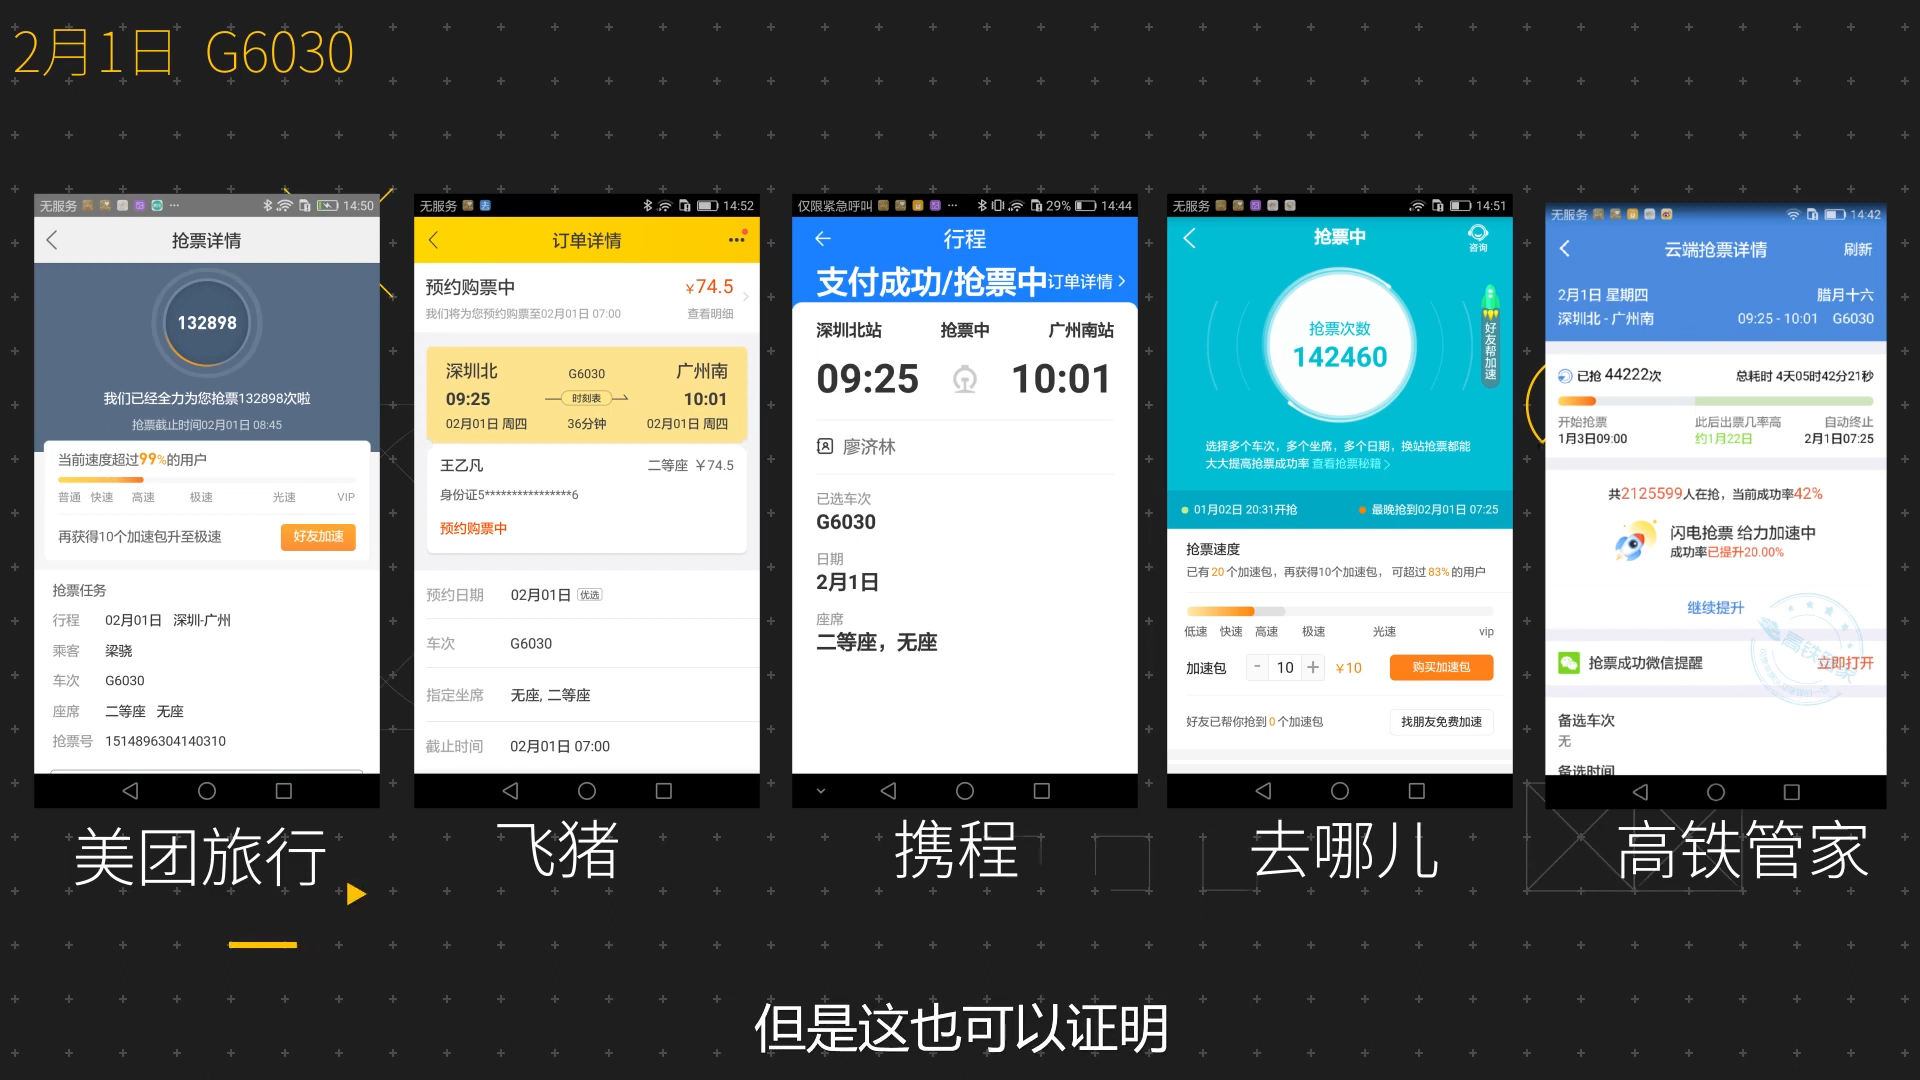 2月1日 G6030
无服务 14:50
抢票详情
132898
我们已经全力为您抢票132898次啦
抢票截止时间02月01日 08:45
当前速度超过99%的用户
普通 快速 高速 极速 光速 VIP
再获得10个加速包升至极速 好友加速
抢票任务
行程 02月01日 深圳-广州
乘客 梁骁
车次 G6030
座席 二等座 无座
抢票号 1514896304140310
美团旅行
无服务 14:52
订单详情
预约购票中 ¥74.5
我们将为您预约购票至02月01日 07:00 查看明细
深圳北 G6030 广州南
09:25 时刻表 10:01
02月01日 周四 36分钟 02月01日 周四
王乙凡 二等座 ¥74.5
身份证5****************6
预约购票中
预约日期 02月01日 优选
车次 G6030
指定坐席 无座, 二等座
截止时间 02月01日 07:00
飞猪
仅限紧急呼叫 29% 14:44
行程
支付成功/抢票中 订单详情
深圳北站 抢票中 广州南站
09:25 10:01
廖济林
已选车次
G6030
日期
2月1日
座席
二等座，无座
携程
无服务 14:51
抢票中 咨询
抢票次数
142460
好友帮加速
选择多个车次，多个坐席，多个日期，换站抢票都能
大大提高抢票成功率 查看抢票秘籍
01月02日 20:31开抢 最晚抢到02月01日 07:25
抢票速度
已有20个加速包，再获得10个加速包，可超过83%的用户
低速 快速 高速 极速 光速 vip
加速包 - 10 + ¥10 购买加速包
好友已帮你抢到0个加速包 找朋友免费加速
去哪儿
无服务 14:42
云端抢票详情 刷新
2月1日 星期四 腊月十六
深圳北 - 广州南 09:25 - 10:01 G6030
已抢 44222次 总耗时 4天05时42分21秒
开始抢票 此后出票几率高 自动终止
1月3日09:00 约1月22日 2月1日07:25
共2125599人在抢，当前成功率42%
闪电抢票 给力加速中
成功率已提升20.00%
继续提升
高铁管家
抢票成功微信提醒 立即打开
备选车次
无
备选时间
高铁管家
但是这也可以证明